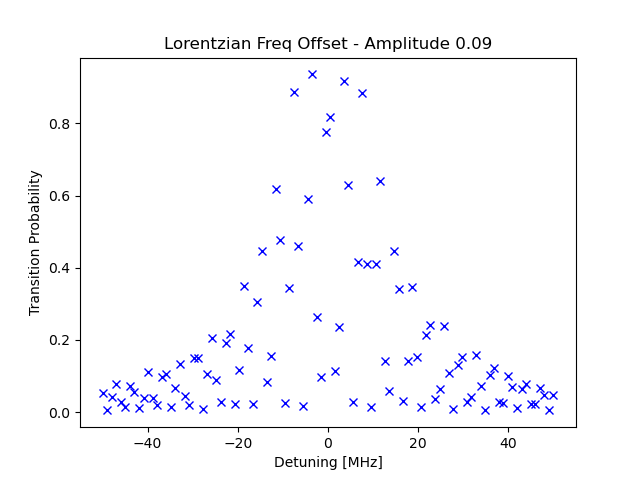 Lorentzian Freq Offset - Amplitude 0.09
Transition Probability
0.8
0.6
0.4
0.2
0.0
−40 −20 0 20 40
Detuning [MHz]